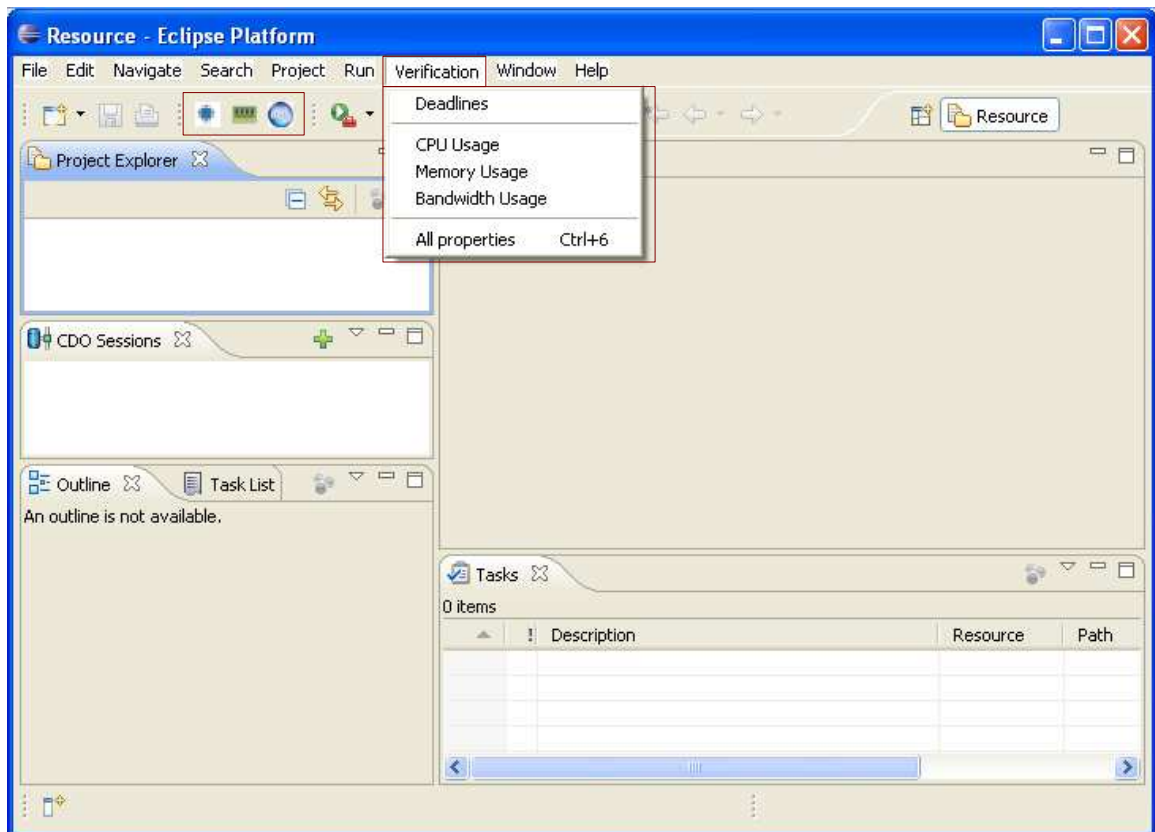 Resource - Eclipse Platform
File Edit Navigate Search Project Run Verification Window Help
Deadlines
CPU Usage
Memory Usage
Bandwidth Usage
All properties Ctrl+6
Resource
Project Explorer
CDO Sessions
Outline Task List
An outline is not available.
Tasks
0 items
! Description Resource Path